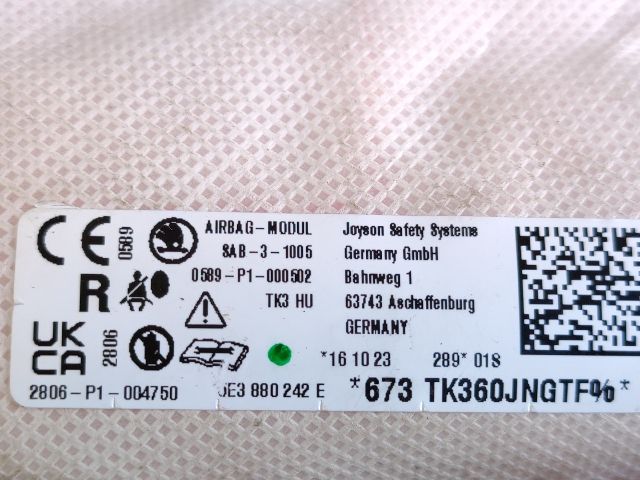 CE 0589
AIRBAG-MODUL
SAB-3-1005
0589-P1-000502
TK3 HU
Joyson Safety Systems
Germany GmbH
Bahnweg 1
63743 Aschaffenburg
GERMANY
R
UK
CA
2806
2806-P1-004750
*16 10 23 289* 018
JE3 880 242 E
*673 TK360JNGTF%*